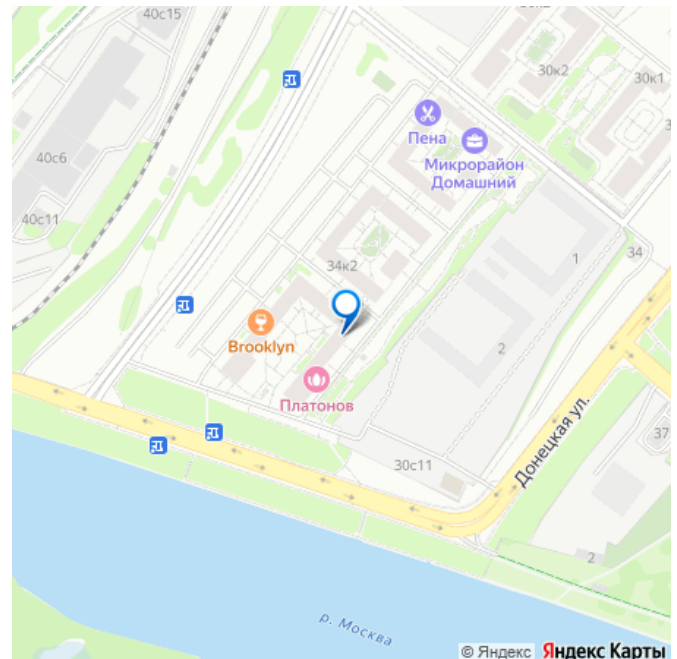 40с15
30к2
30к1
40с6
Пена
Микрорайон
Домашний
40с11
34к2
34
1
Brooklyn
2
Платонов
Донецкая ул.
37
30с11
2
р. Москва
© Яндекс Яндекс Карты